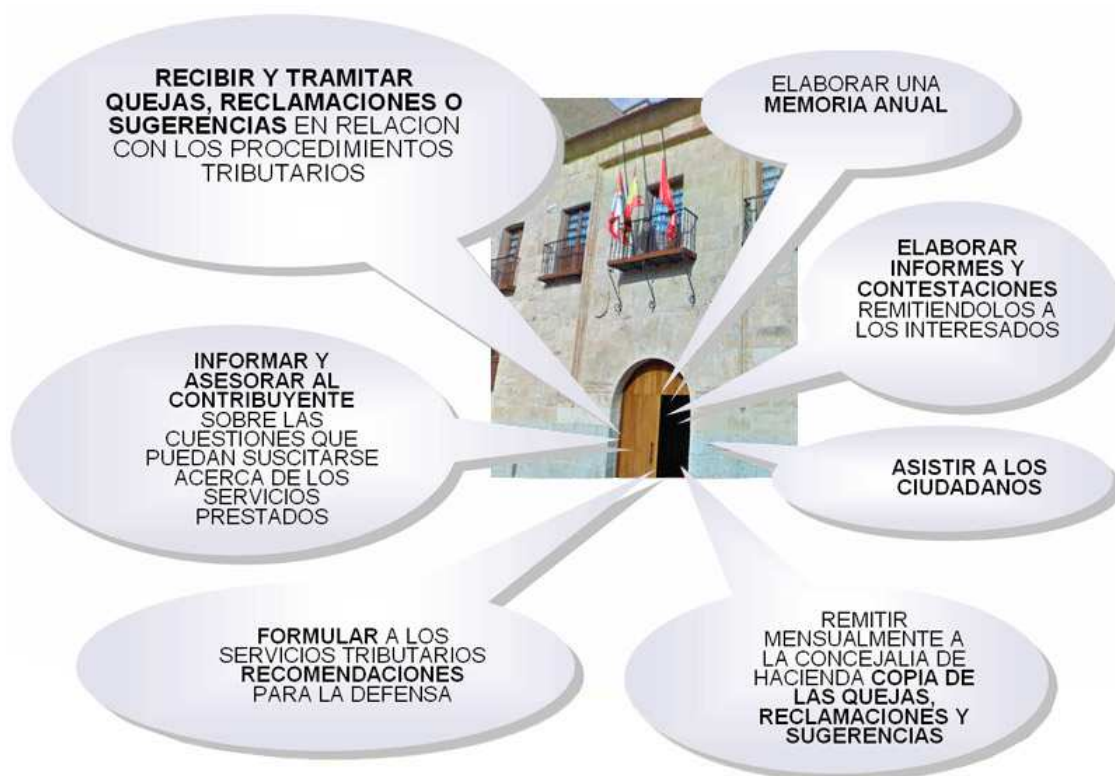 RECIBIR Y TRAMITAR
QUEJAS, RECLAMACIONES O
SUGERENCIAS EN RELACION
CON LOS PROCEDIMIENTOS
TRIBUTARIOS
ELABORAR UNA
MEMORIA ANUAL
ELABORAR
INFORMES Y
CONTESTACIONES
REMITIENDOLOS A
LOS INTERESADOS
INFORMAR Y
ASESORAR AL
CONTRIBUYENTE
SOBRE LAS
CUESTIONES QUE
PUEDAN SUSCITARSE
ACERCA DE LOS
SERVICIOS
PRESTADOS
ASISTIR A LOS
CIUDADANOS
FORMULAR A LOS
SERVICIOS TRIBUTARIOS
RECOMENDACIONES
PARA LA DEFENSA
REMITIR
MENSUALMENTE A
LA CONCEJALIA DE
HACIENDA COPIA DE
LAS QUEJAS,
RECLAMACIONES Y
SUGERENCIAS